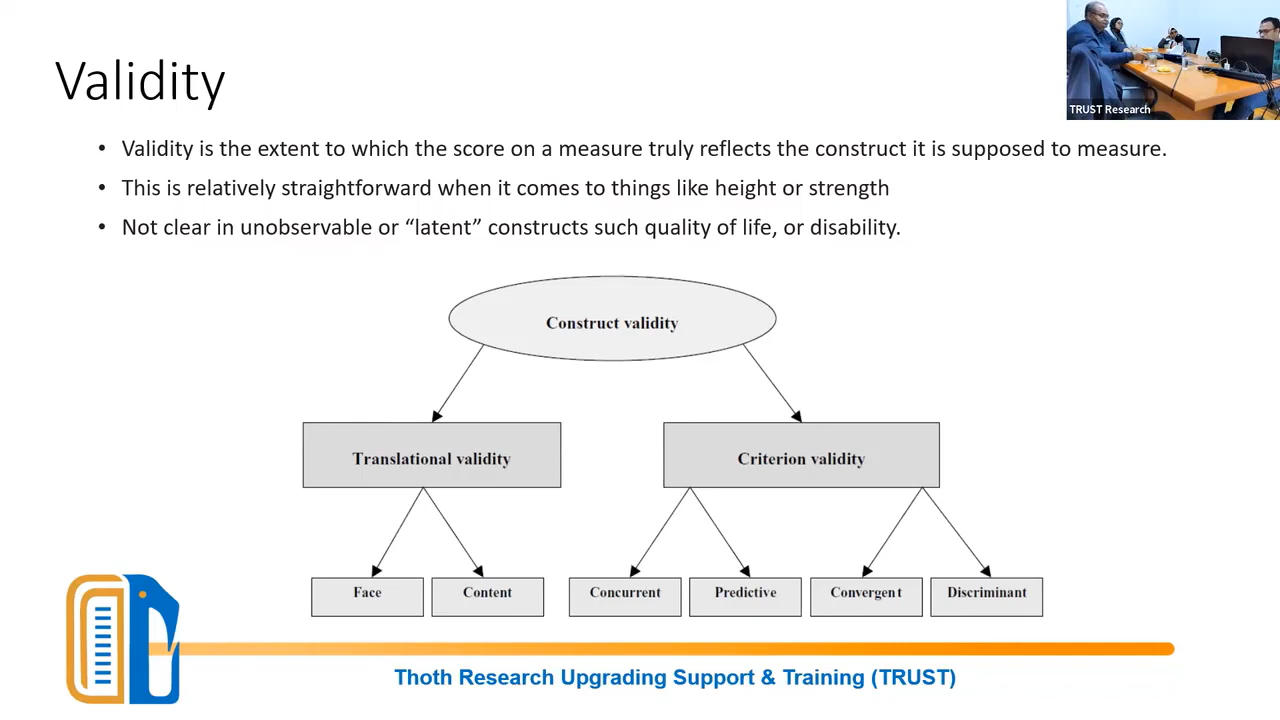 Validity
TRUST Research
• Validity is the extent to which the score on a measure truly reflects the construct it is supposed to measure.
• This is relatively straightforward when it comes to things like height or strength
• Not clear in unobservable or “latent” constructs such quality of life, or disability.
Construct validity
Translational validity
Criterion validity
Face
Content
Concurrent
Predictive
Convergent
Discriminant
Thoth Research Upgrading Support & Training (TRUST)